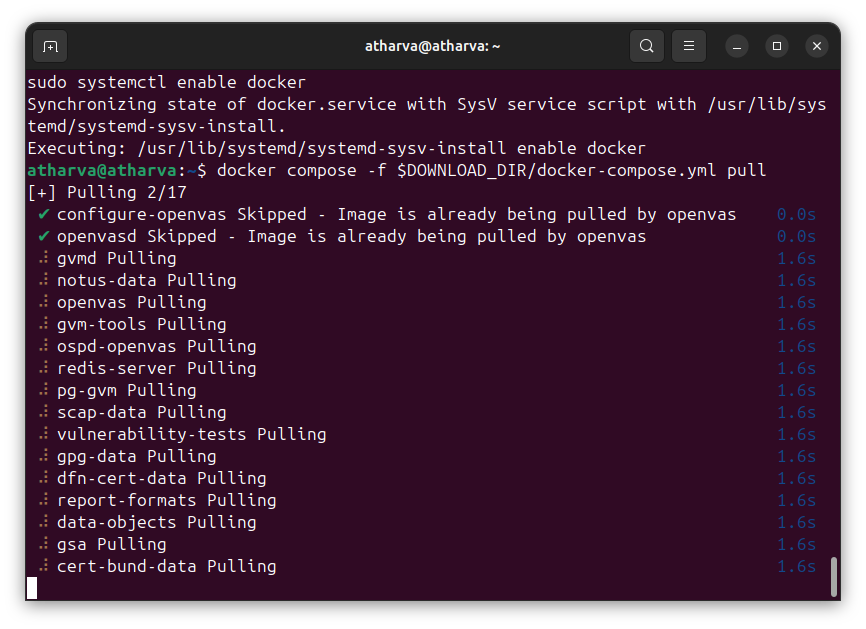 atharva@atharva: ~
sudo systemctl enable docker
Synchronizing state of docker.service with SysV service script with /usr/lib/sys
temd/systemd-sysv-install.
Executing: /usr/lib/systemd/systemd-sysv-install enable docker
atharva@atharva:~$ docker compose -f $DOWNLOAD_DIR/docker-compose.yml pull
[+] Pulling 2/17
✔ configure-openvas Skipped - Image is already being pulled by openvas 0.0s
✔ openvasd Skipped - Image is already being pulled by openvas 0.0s
⠼ gvmd Pulling 1.6s
⠼ notus-data Pulling 1.6s
⠼ openvas Pulling 1.6s
⠼ gvm-tools Pulling 1.6s
⠼ ospd-openvas Pulling 1.6s
⠼ redis-server Pulling 1.6s
⠼ pg-gvm Pulling 1.6s
⠼ scap-data Pulling 1.6s
⠼ vulnerability-tests Pulling 1.6s
⠼ gpg-data Pulling 1.6s
⠼ dfn-cert-data Pulling 1.6s
⠼ report-formats Pulling 1.6s
⠼ data-objects Pulling 1.6s
⠼ gsa Pulling 1.6s
⠼ cert-bund-data Pulling 1.6s